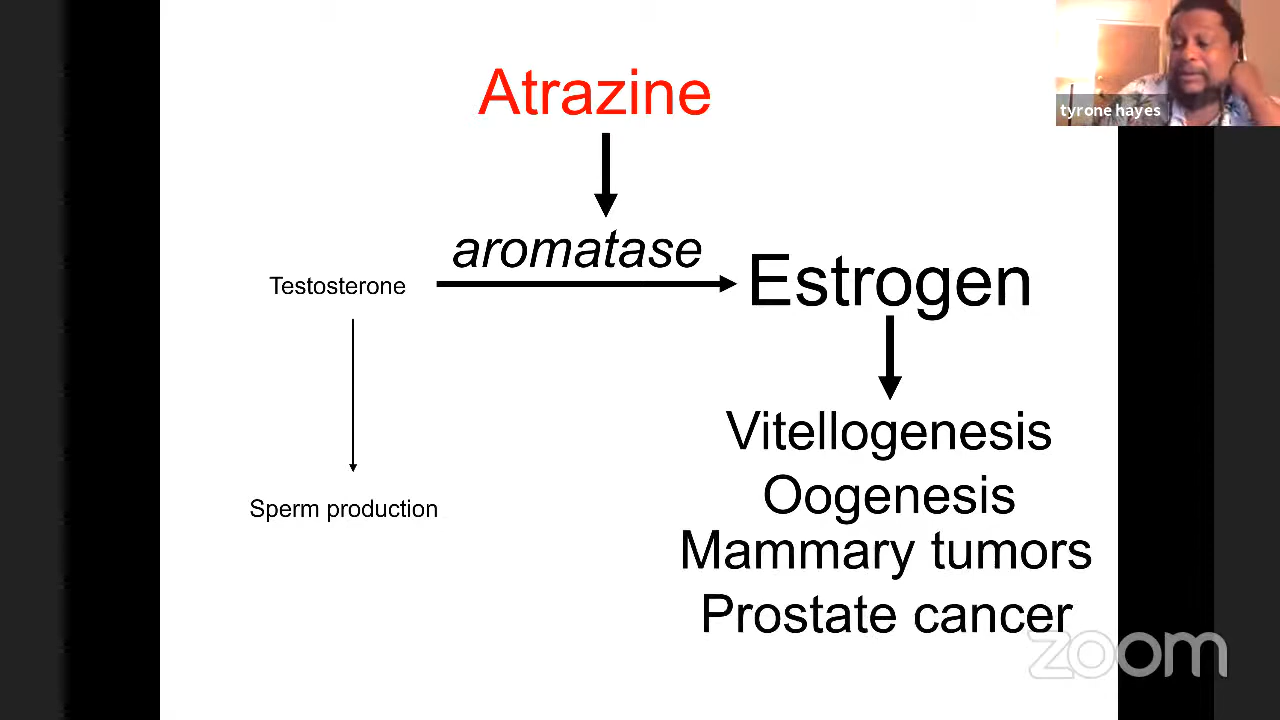 Atrazine
tyrone hayes
aromatase
Testosterone
Estrogen
Vitellogenesis
Oogenesis
Sperm production
Mammary tumors
Prostate cancer
zoom